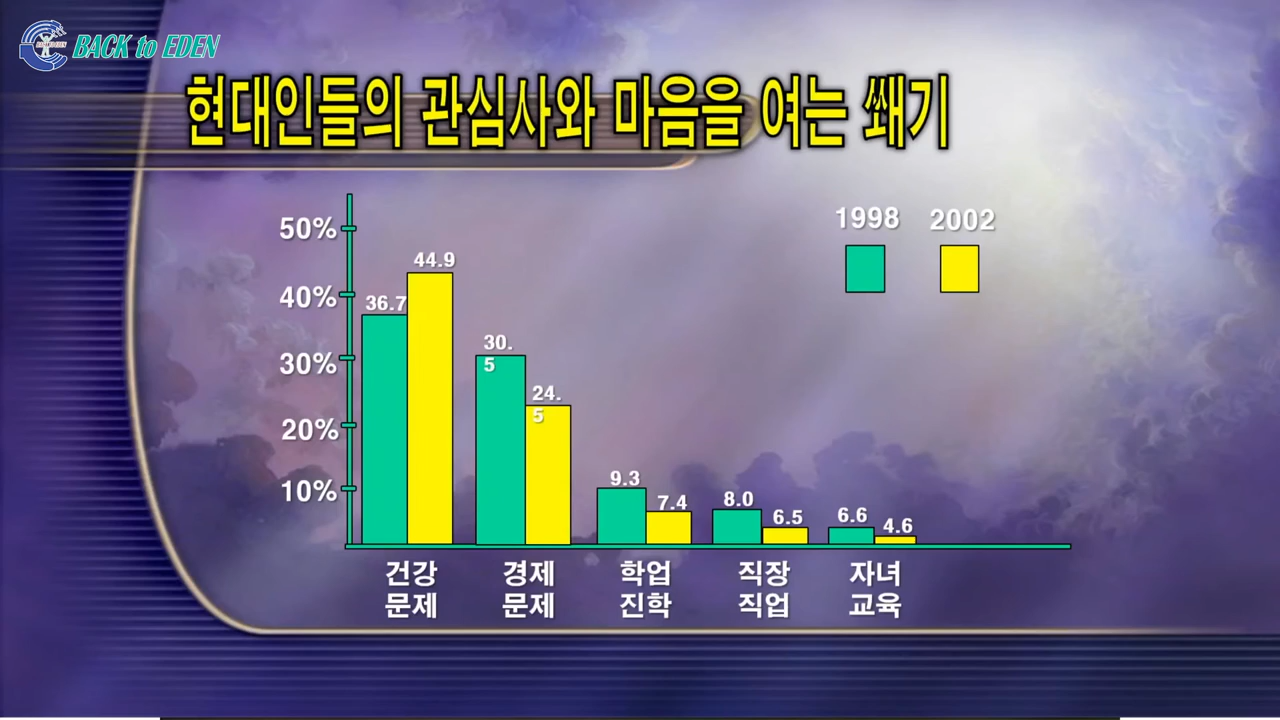 BACK to EDEN
현대인들의 관심사와 마음을 여는 쐐기
1998 2002
50%
40%
30%
20%
10%
36.7
44.9
30.
5
24.
5
9.3
7.4
8.0
6.5
6.6
4.6
건강
문제
경제
문제
학업
진학
직장
직업
자녀
교육